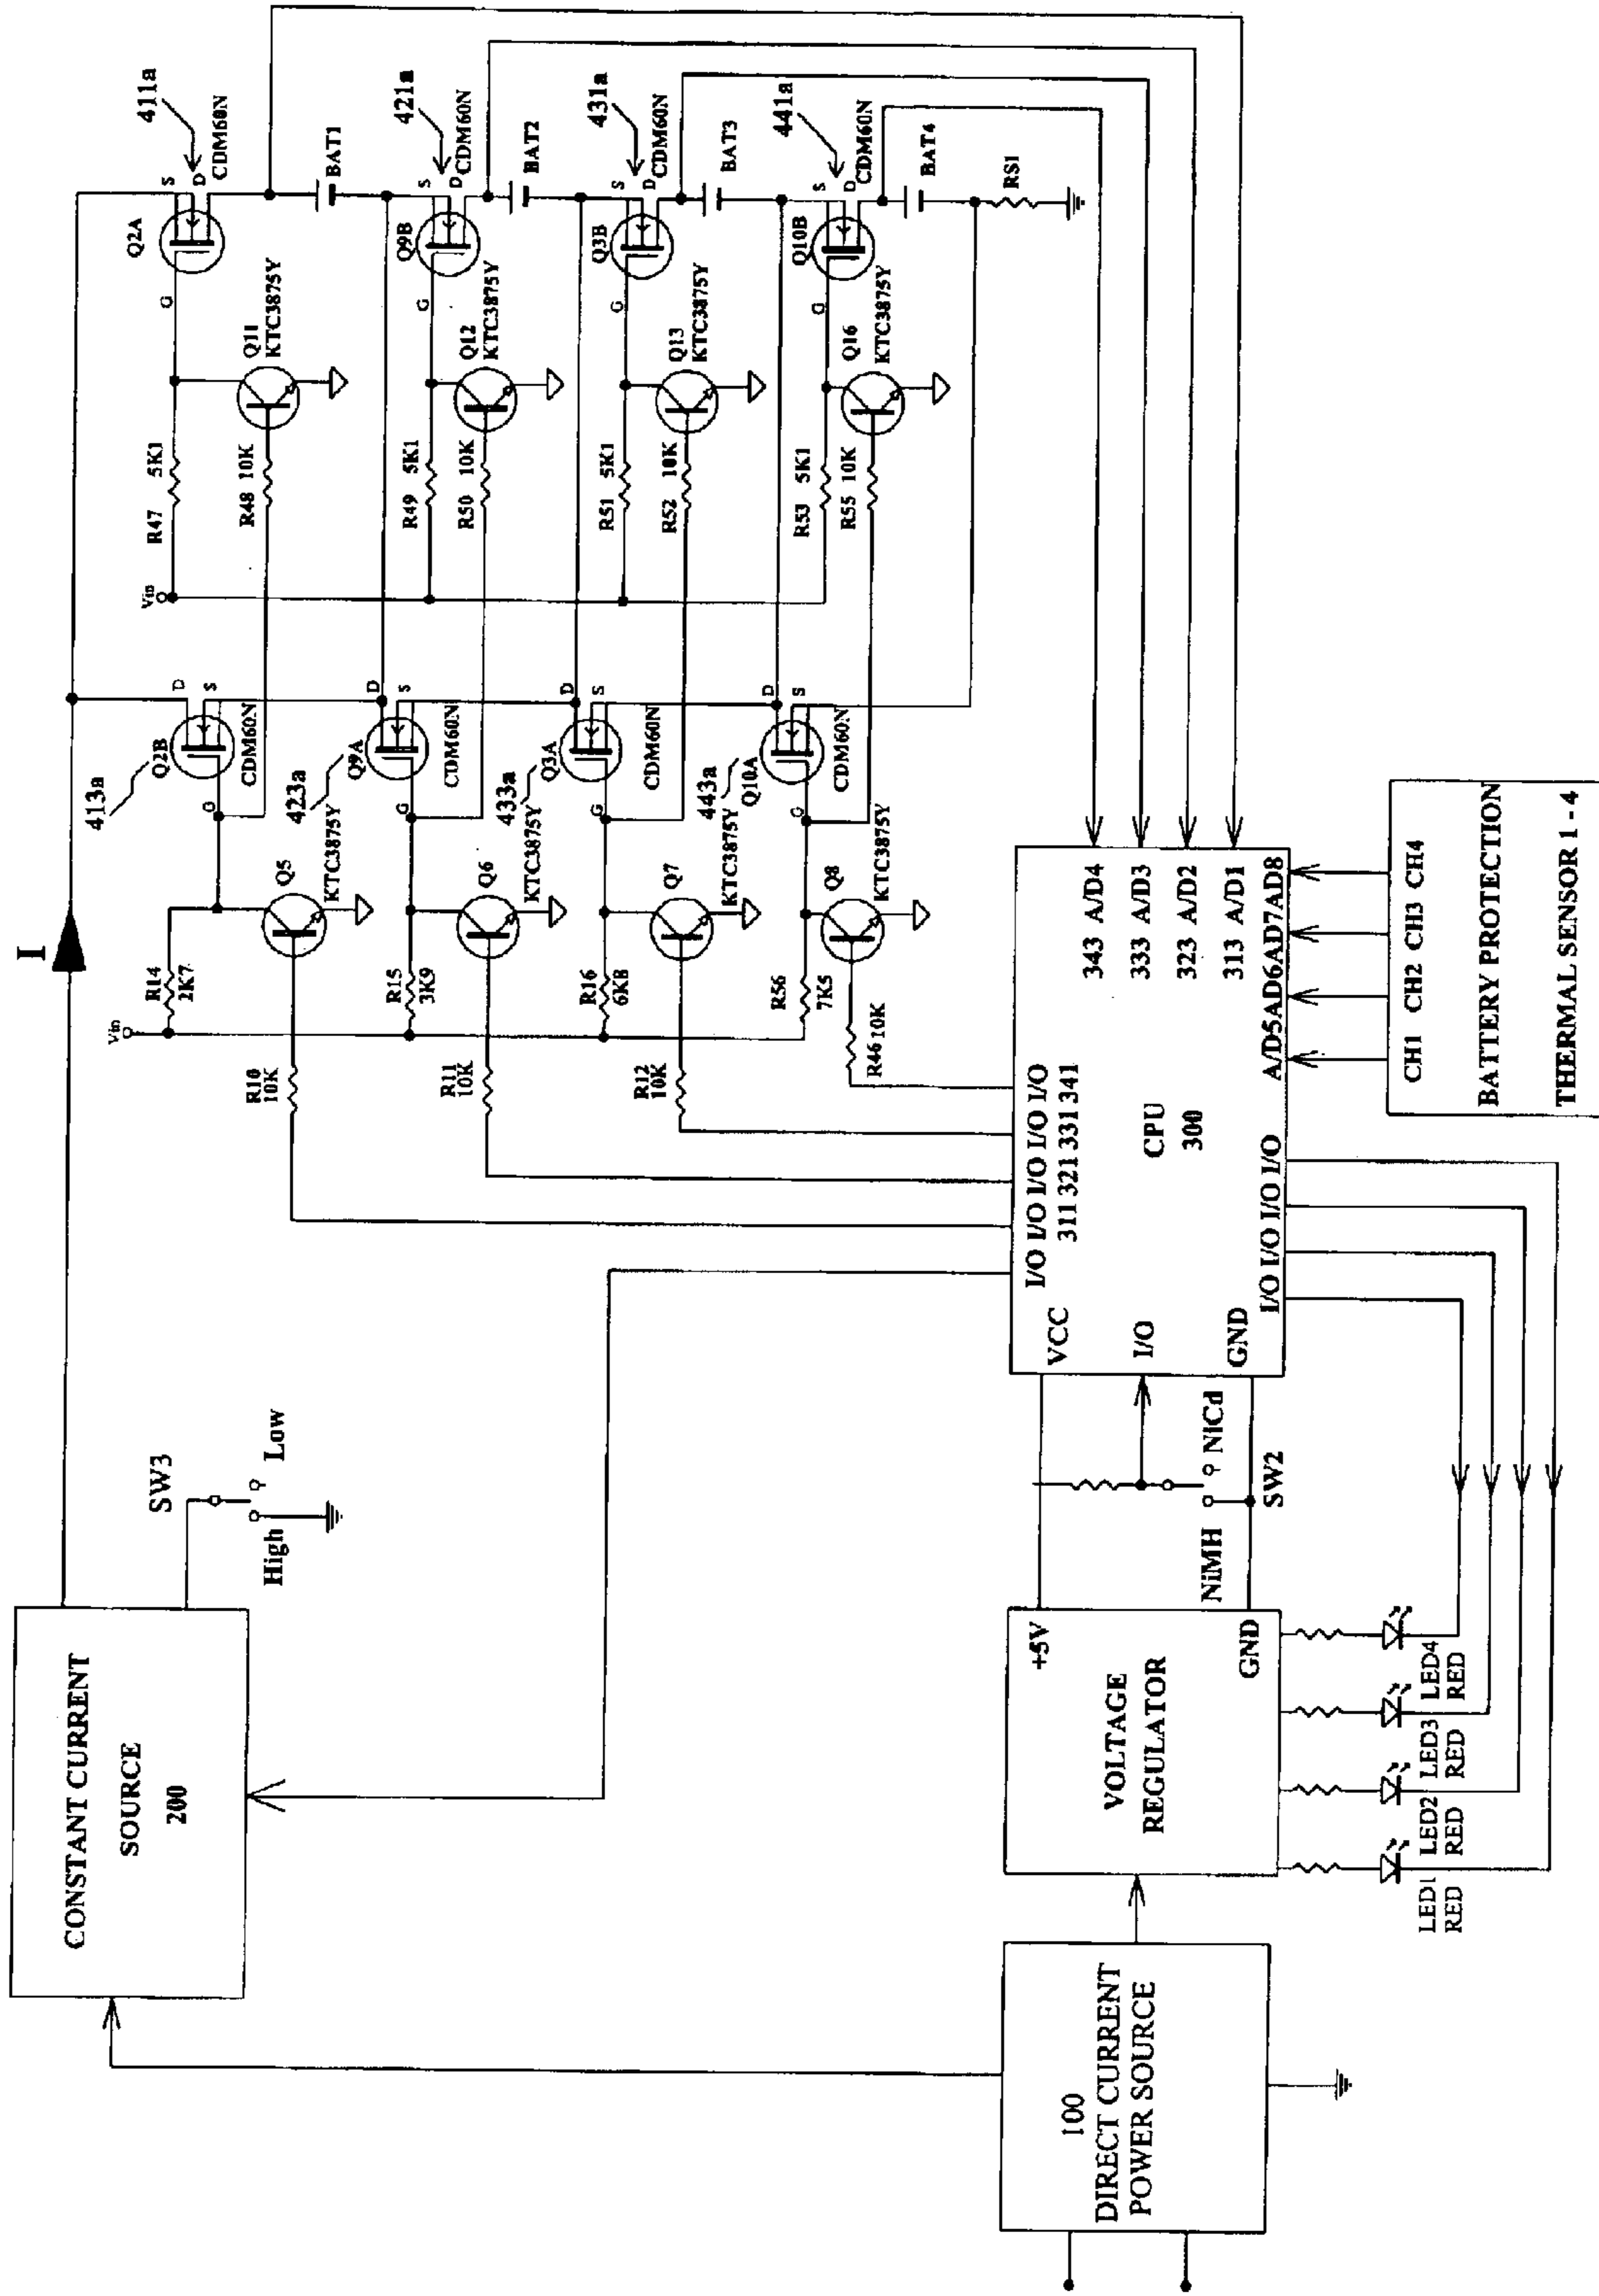 I
CONSTANT CURRENT
SOURCE
200
SW3
High
Low
100
DIRECT CURRENT
POWER SOURCE
VOLTAGE
REGULATOR
+5V
GND
LED1 LED2 LED3 LED4
RED RED RED RED
NiMH
NiCd
SW2
VCC
I/O
GND
CPU
300
I/O I/O I/O I/O I/O
311 321 331 341
I/O I/O I/O I/O
A/D5AD6AD7AD8
343 A/D4
333 A/D3
323 A/D2
313 A/D1
CH1 CH2 CH3 CH4
BATTERY PROTECTION
THERMAL SENSOR 1 - 4
Vin
R14
2K7
R10
10K
Q5
KTC3875Y
413a
Q2B
G
D
S
CDM60N
R15
3K9
R11
10K
Q6
KTC3875Y
423a
Q9A
G
D
S
CDM60N
R16
6K8
R12
10K
Q7
KTC3875Y
433a
Q3A
G
D
S
CDM60N
R56
7K5
R46 10K
Q8
KTC3875Y
443a
Q10A
G
D
S
CDM60N
Vin
R47 5K1
R48 10K
Q11
KTC3875Y
G
Q2A
S
D
CDM60N
411a
BAT1
R49 5K1
R50 10K
Q12
KTC3875Y
G
Q9B
S
D
CDM60N
421a
BAT2
R51 5K1
R52 10K
Q13
KTC3875Y
G
Q3B
S
D
CDM60N
431a
BAT3
R53 5K1
R55 10K
Q16
KTC3875Y
G
Q10B
S
D
CDM60N
441a
BAT4
RS1